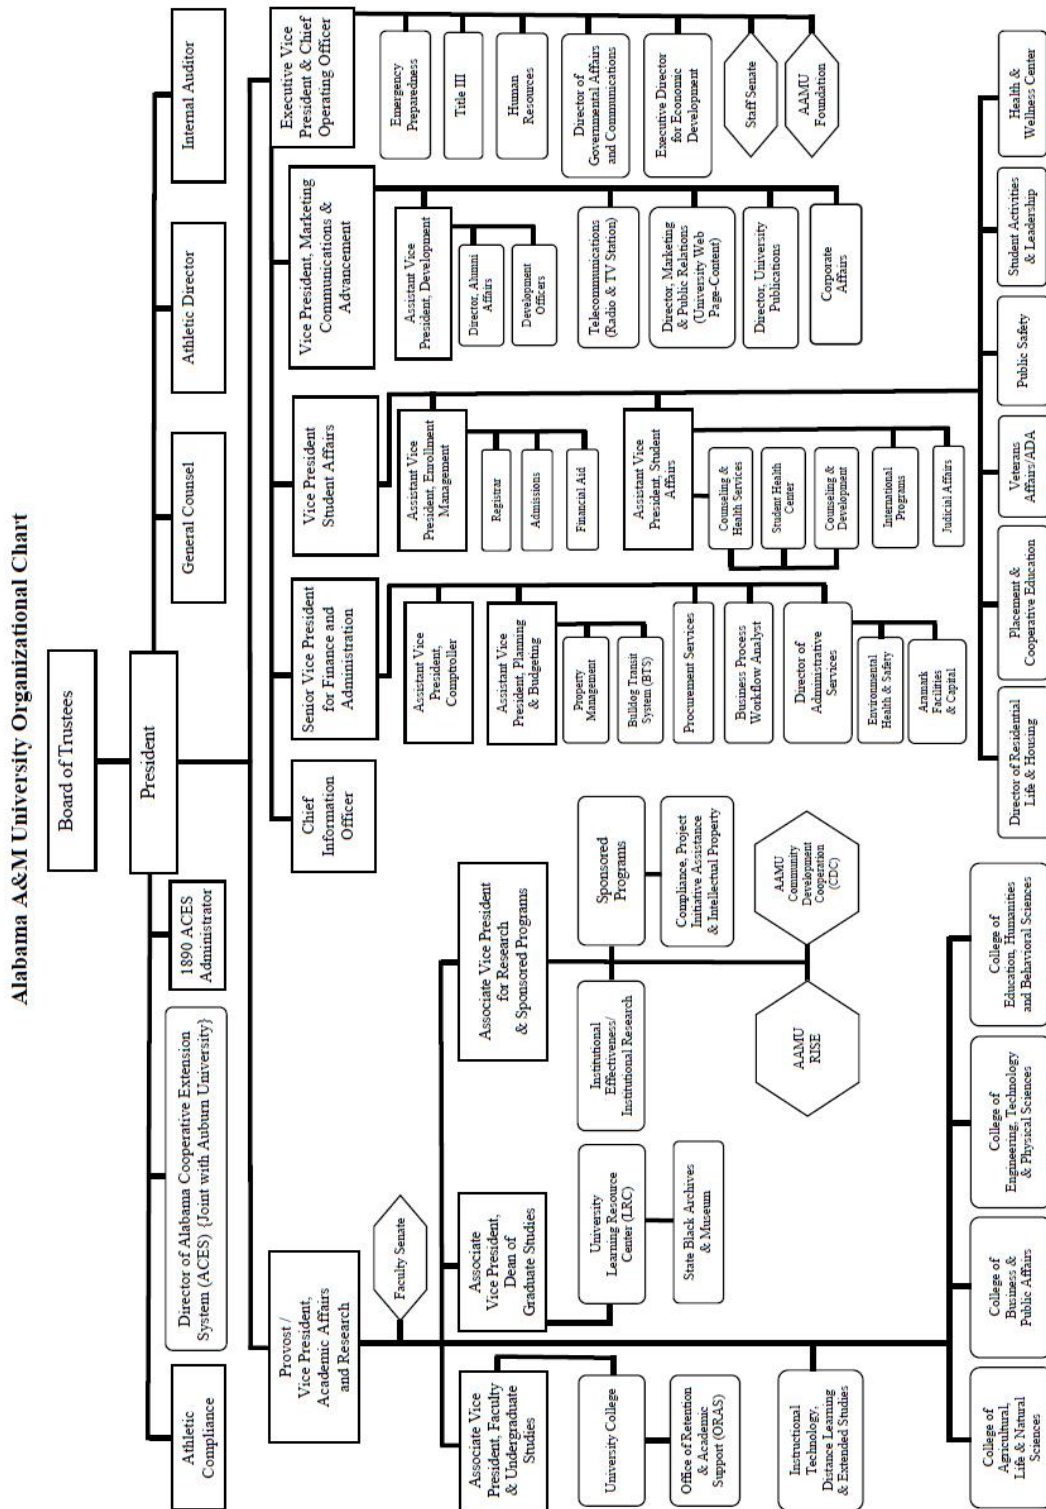 Alabama A&M University Organizational Chart
Board of Trustees
President
Athletic
Compliance
Director of Alabama Cooperative Extension
System (ACES) {Joint with Auburn University}
1890 ACES
Administrator
General Counsel
Athletic Director
Internal Auditor
Provost /
Vice President,
Academic Affairs
and Research
Chief
Information
Officer
Senior Vice President
for Finance and
Administration
Vice President
Student Affairs
Vice President, Marketing
Communications &
Advancement
Executive Vice
President & Chief
Operating Officer
Faculty Senate
Associate Vice
President, Faculty
& Undergraduate
Studies
University College
Office of Retention
& Academic
Support (ORAS)
Associate
Vice President,
Dean of
Graduate Studies
University
Learning Resource
Center (LRC)
State Black Archives
& Museum
Associate Vice President
for Research
& Sponsored Programs
Institutional
Effectiveness/
Institutional Research
Sponsored
Programs
Compliance, Project
Initiative Assistance
& Intellectual Property
AAMU
RISE
AAMU
Community
Development
Cooperation
(CDC)
Instructional
Technology,
Distance Learning
& Extended Studies
College of
Agricultural,
Life & Natural
Sciences
College of
Business &
Public Affairs
College of
Engineering, Technology
& Physical Sciences
College of
Education, Humanities
and Behavioral Sciences
Assistant Vice
President,
Comptroller
Assistant Vice
President, Planning
& Budgeting
Property
Management
Bulldog Transit
System (BTS)
Procurement Services
Business Process
Workflow Analyst
Director of
Administrative
Services
Environmental
Health & Safety
Aramark
Facilities
& Capital
Assistant Vice
President, Enrollment
Management
Registrar
Admissions
Financial Aid
Assistant Vice
President, Student
Affairs
Counseling &
Health Services
Student Health
Center
Counseling &
Development
International
Programs
Judicial Affairs
Assistant Vice
President, Development
Director, Alumni
Affairs
Development
Officers
Telecommunications
(Radio & TV Station)
Director, Marketing
& Public Relations
(University Web
Page-Content)
Director, University
Publications
Corporate
Affairs
Emergency
Preparedness
Title III
Human
Resources
Director of
Governmental Affairs
and Communications
Executive Director
for Economic
Development
Staff Senate
AAMU
Foundation
Director of Residential
Life & Housing
Placement &
Cooperative Education
Veterans
Affairs/ADA
Public Safety
Student Activities
& Leadership
Health &
Wellness Center